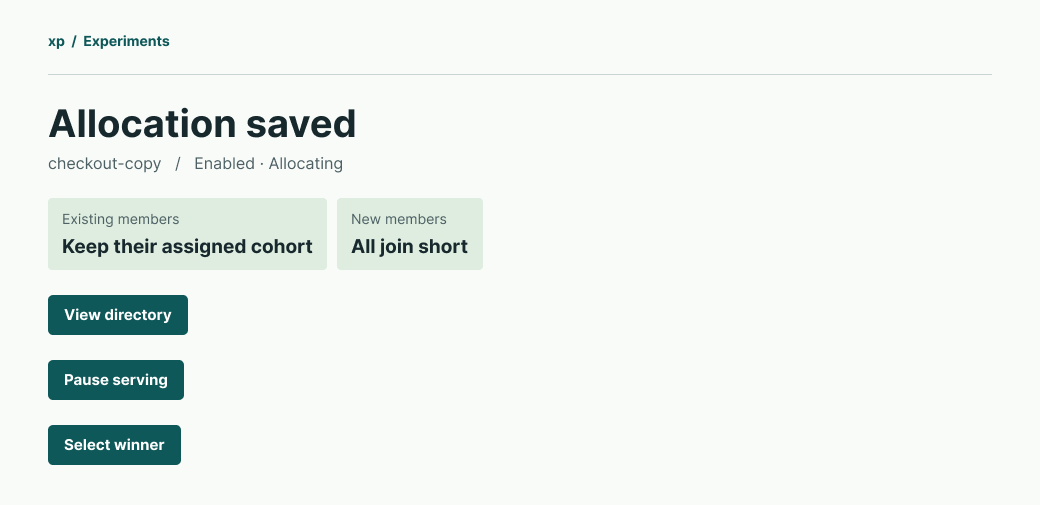 xp / Experiments
Allocation saved
checkout-copy / Enabled · Allocating
Existing members
Keep their assigned cohort
New members
All join short
View directory
Pause serving
Select winner